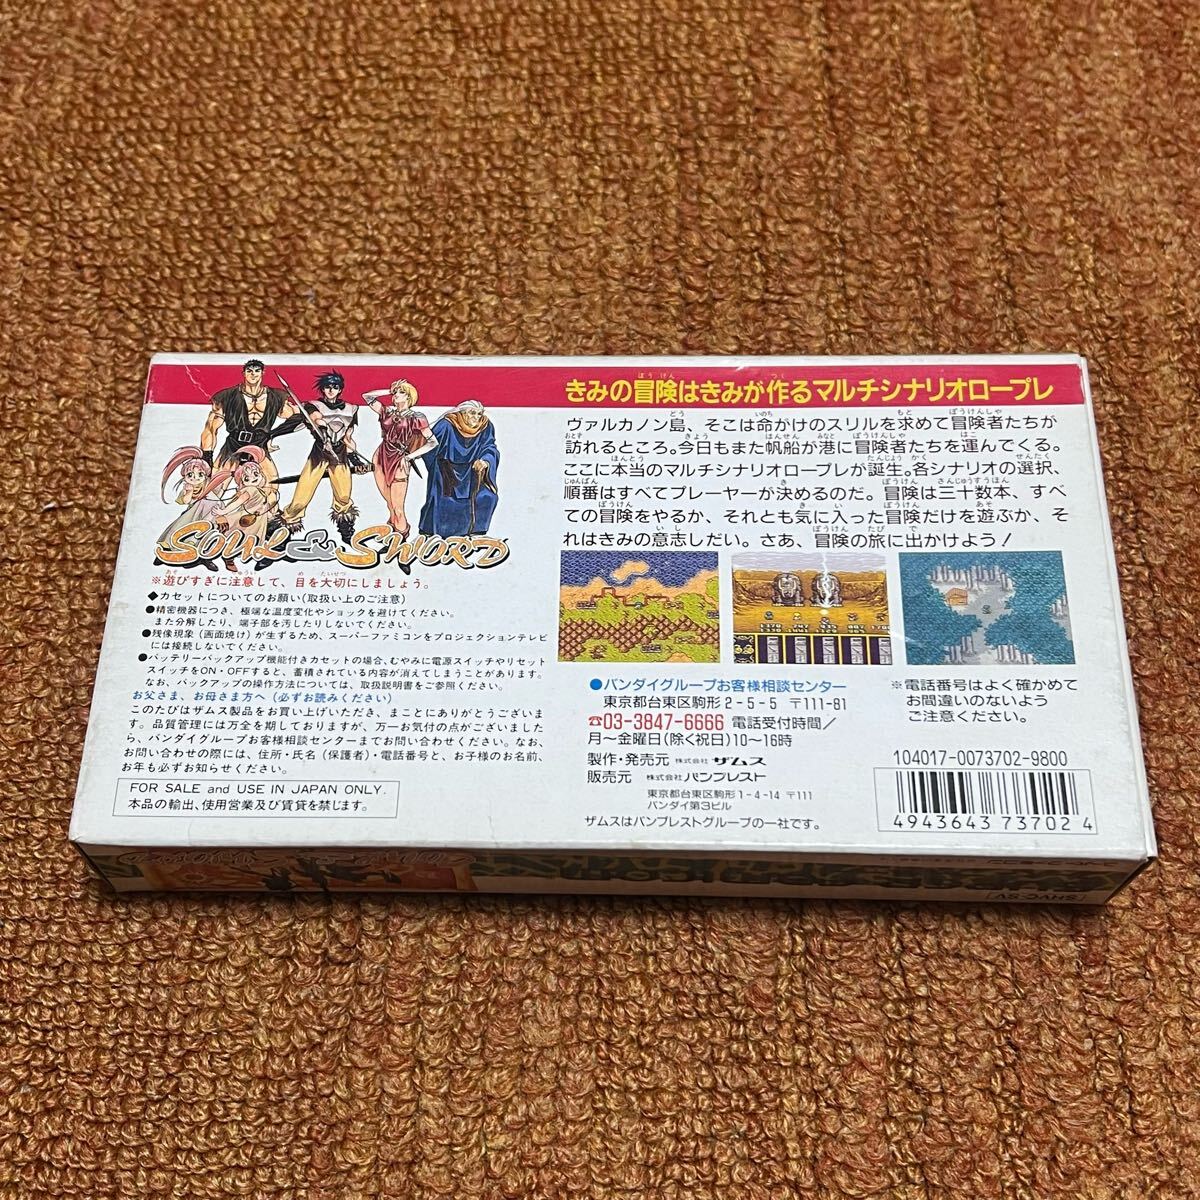 きみの冒険はきみが作るマルチシナリオロープレ
ヴァルカノン島、そこは命がけのスリルを求めて冒険者たちが
訪れるところ。今日もまた帆船が港に冒険者たちを運んでくる。
ここに本当のマルチシナリオロープレが誕生。各シナリオの選択、
順番はすべてプレーヤーが決めるのだ。冒険は三十数本、すべ
ての冒険をやるか、それとも気に入った冒険だけを遊ぶか、そ
れはきみの意志しだい。さあ、冒険の旅に出かけよう!
SOUL & SWORD
※遊びすぎに注意して、目を大切にしましょう。
◆カセットについてのお願い(取扱い上のご注意)
●精密機器につき、極端な温度変化やショックを避けてください。
また分解したり、端子部を汚したりしないでください。
●残像現象(画面焼け)が生ずるため、スーパーファミコンをプロジェクションテレビ
には接続しないでください。
●バッテリーバックアップ機能付きカセットの場合、むやみに電源スイッチやリセット
スイッチをON・OFFすると、蓄積されている内容が消えてしまうことがあります。
なお、バックアップの操作方法については、取扱説明書をご参照ください。
お父さま、お母さま方へ(必ずお読みください)
このたびはザムス製品をお買い上げいただき、まことにありがとうございま
す。品質管理には万全を期しておりますが、万一お気付の点がございました
ら、バンダイグループお客様相談センターまでお問い合わせください。なお、
お問い合わせの際には、住所・氏名(保護者)・電話番号と、お子様のお名前、
お年も必ずお知らせください。
FOR SALE and USE IN JAPAN ONLY.
本品の輸出、使用営業及び賃貸を禁じます。
●バンダイグループお客様相談センター
東京都台東区駒形2-5-5 〒111-81
☎03-3847-6666 電話受付時間/
月~金曜日(除く祝日)10~16時
製作・発売元 株式会社 ザムス
販売元 株式会社 バンプレスト
東京都台東区駒形1-4-14 〒111
バンダイ第3ビル
ザムスはバンプレストグループの一社です。
※電話番号はよく確かめて
お間違いのないよう
ご注意ください。
104017-0073702-9800
4943643737024
SHVC-SV